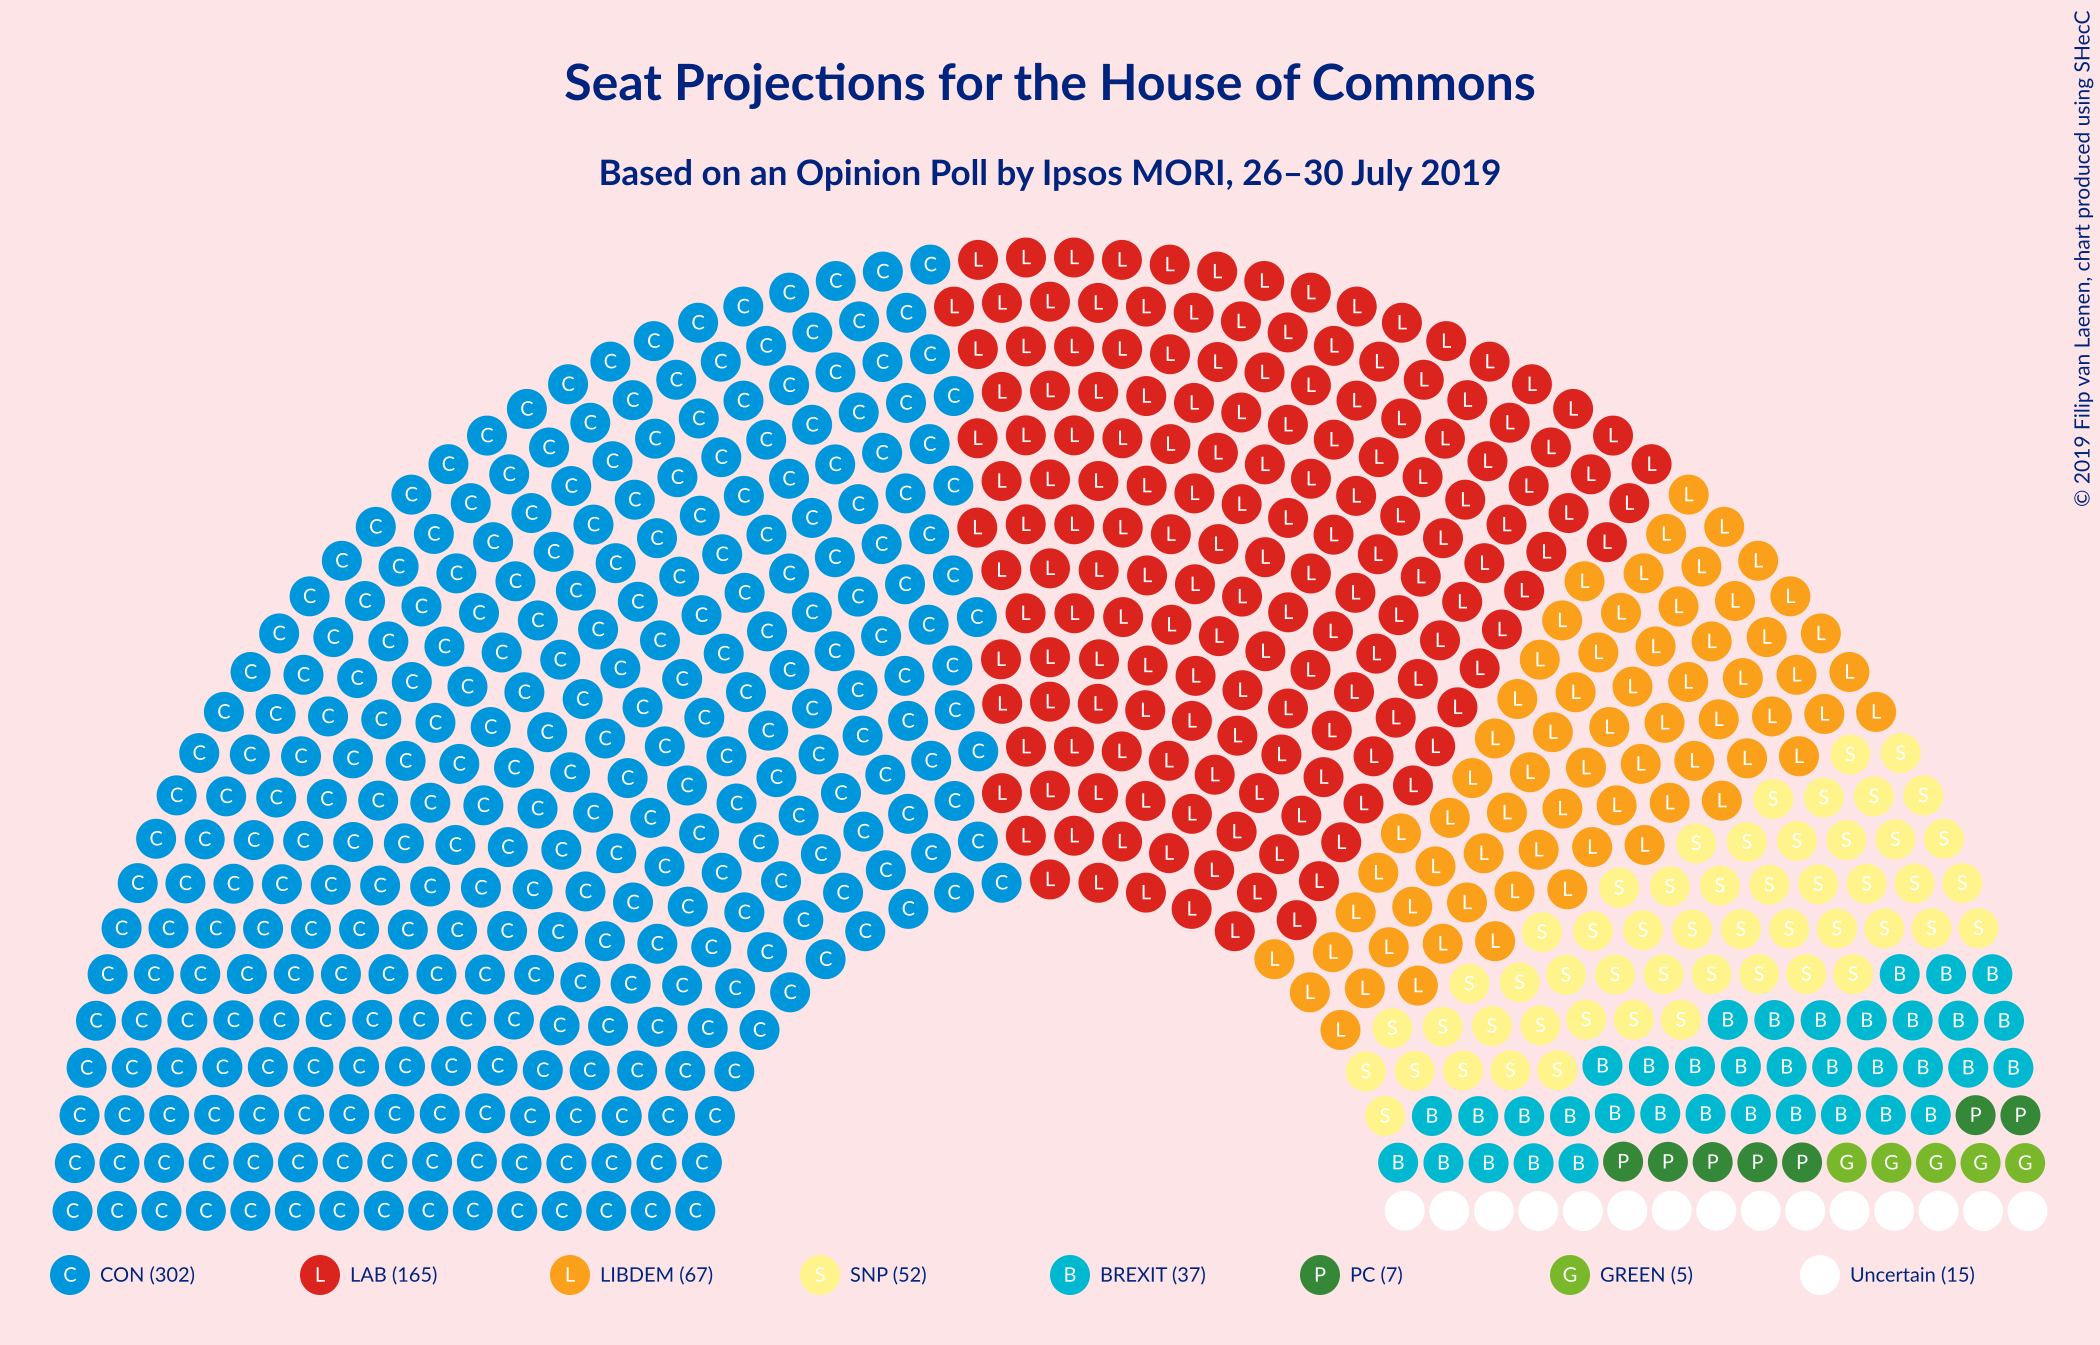 Seat Projections for the House of Commons
Based on an Opinion Poll by Ipsos MORI, 26–30 July 2019
© 2019 Filip van Laenen, chart produced using SHecC
C CON (302) L LAB (165) L LIBDEM (67) S SNP (52) B BREXIT (37) P PC (7) G GREEN (5) Uncertain (15)